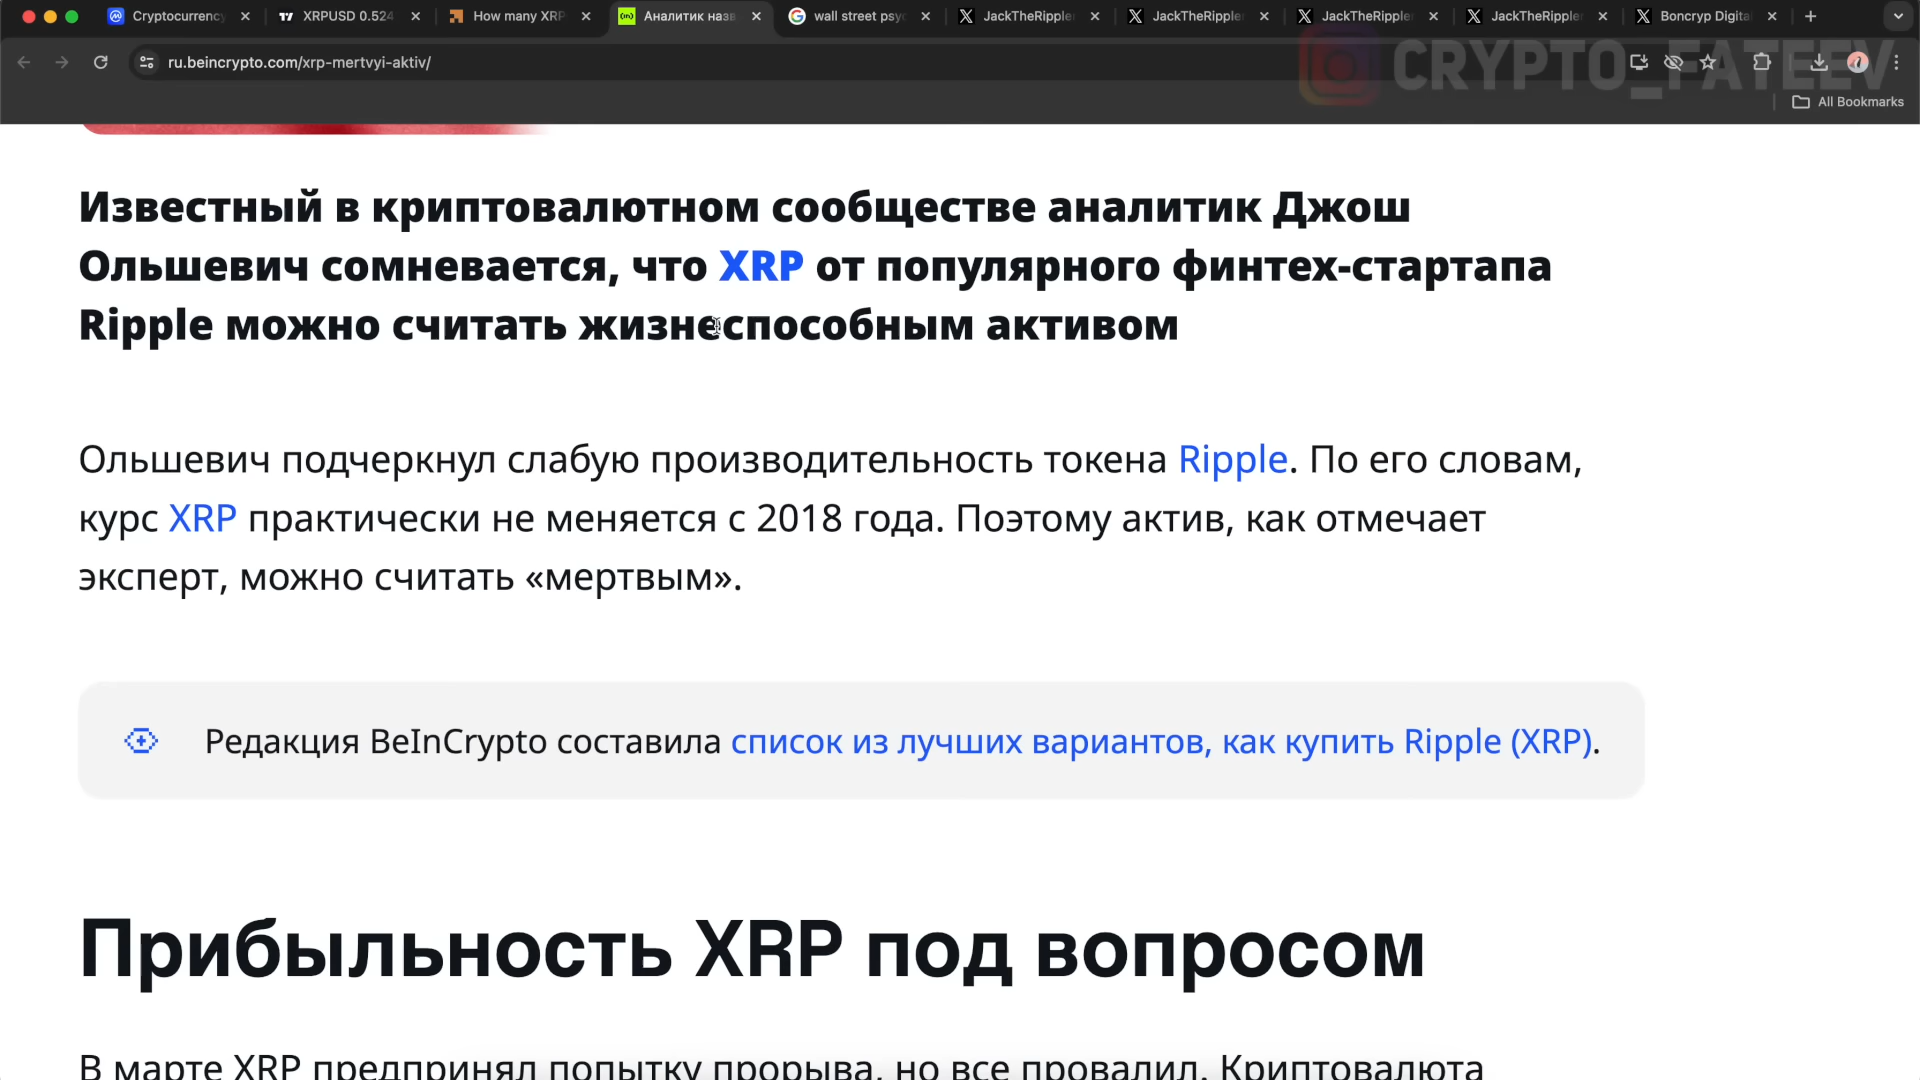 Cryptocurrency
XRPUSD 0.524
How many XRP
Аналитик назв
wall street psy
JackTheRipple
JackTheRipple
JackTheRipple
JackTheRipple
Boncryp Digita
ru.beincrypto.com/xrp-mertvyi-aktiv/
CRYPTO_FATEEV
All Bookmarks
Известный в криптовалютном сообществе аналитик Джош
Ольшевич сомневается, что XRP от популярного финтех-стартапа
Ripple можно считать жизнеспособным активом
Ольшевич подчеркнул слабую производительность токена Ripple. По его словам,
курс XRP практически не меняется с 2018 года. Поэтому актив, как отмечает
эксперт, можно считать «мертвым».
Редакция BeInCrypto составила список из лучших вариантов, как купить Ripple (XRP).
Прибыльность XRP под вопросом
В марте XRP предпринял попытку прорыва, но все провалил. Криптовалюта